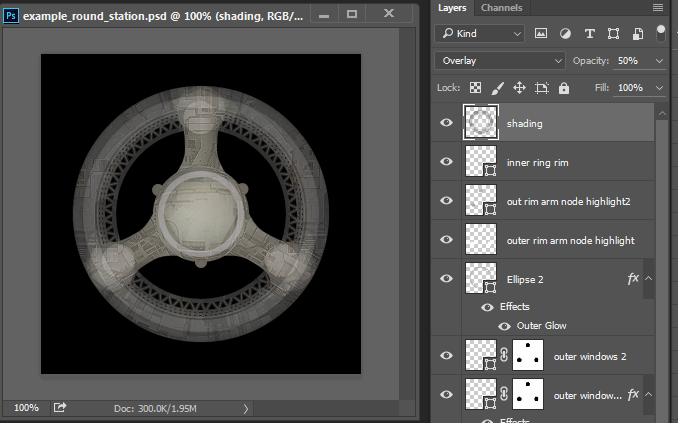 Ps example_round_station.psd @ 100% (shading, RGB/...
100%
Doc: 300.0K/1.95M
Layers Channels
Kind
T
Overlay Opacity: 50%
Lock: Fill: 100%
shading
inner ring rim
out rim arm node highlight2
outer rim arm node highlight
Ellipse 2 fx
Effects
Outer Glow
outer windows 2
outer window... fx
Effects